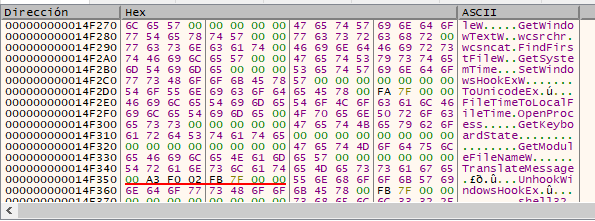 Dirección Hex ASCII
000000000014F270 6C 65 57 00 00 00 00 00 47 65 74 57 69 6E 64 6F leW.....GetWindo
000000000014F280 77 54 65 78 74 57 00 00 77 63 73 72 63 68 72 00 wTextW..wcsrchr.
000000000014F290 77 63 73 6E 63 61 74 00 46 69 6E 64 46 69 72 73 wcsncat.FindFirs
000000000014F2A0 74 46 69 6C 65 57 00 00 47 65 74 53 79 73 74 65 tFileW..GetSyste
000000000014F2B0 6D 54 69 6D 65 00 00 00 53 65 74 57 69 6E 64 6F mTime...SetWindo
000000000014F2C0 77 73 48 6F 6F 6B 45 78 57 00 00 00 00 00 00 00 wsHookExW.......
000000000014F2D0 54 6F 55 6E 69 63 6F 64 65 45 78 00 FA 7F 00 00 ToUnicodeEx.ú...
000000000014F2E0 46 69 6C 65 54 69 6D 65 54 6F 4C 6F 63 61 6C 46 FileTimeToLocalF
000000000014F2F0 69 6C 65 54 69 6D 65 00 4F 70 65 6E 50 72 6F 63 ileTime.OpenProc
000000000014F300 65 73 73 00 00 00 00 00 47 65 74 4B 65 79 62 6F ess.....GetKeybo
000000000014F310 61 72 64 53 74 61 74 65 00 00 00 00 00 00 00 00 ardState........
000000000014F320 00 00 00 00 00 00 00 00 47 65 74 4D 6F 64 75 6C ........GetModul
000000000014F330 65 46 69 6C 65 4E 61 6D 65 57 00 00 00 00 00 00 eFileNameW......
000000000014F340 54 72 61 6E 73 6C 61 74 65 4D 65 73 73 61 67 65 TranslateMessage
000000000014F350 00 A3 F0 02 FB 7F 00 00 55 6E 68 6F 6F 6B 57 69 .£ð.û...UnhookWi
000000000014F360 6E 64 6F 77 73 48 6F 6F 6B 45 78 00 FB 7F 00 00 ndowsHookEx.û...